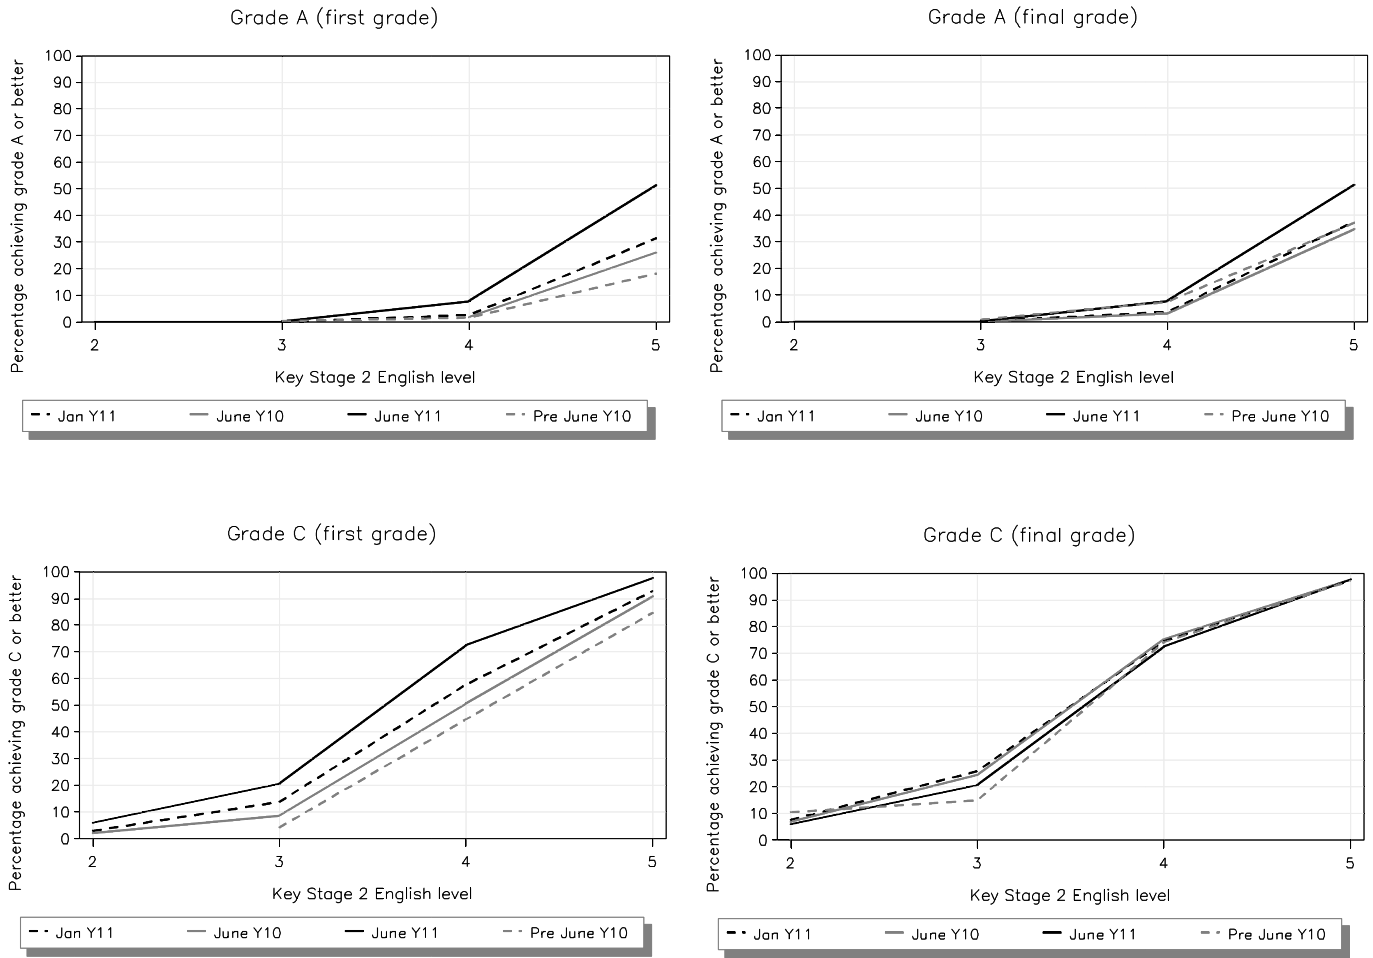 Grade A (first grade)
Percentage achieving grade A or better
100
90
80
70
60
50
40
30
20
10
0
2 3 4 5
Key Stage 2 English level
Jan Y11 June Y10 June Y11 Pre June Y10
Grade A (final grade)
Percentage achieving grade A or better
100
90
80
70
60
50
40
30
20
10
0
2 3 4 5
Key Stage 2 English level
Jan Y11 June Y10 June Y11 Pre June Y10
Grade C (first grade)
Percentage achieving grade C or better
100
90
80
70
60
50
40
30
20
10
0
2 3 4 5
Key Stage 2 English level
Jan Y11 June Y10 June Y11 Pre June Y10
Grade C (final grade)
Percentage achieving grade C or better
100
90
80
70
60
50
40
30
20
10
0
2 3 4 5
Key Stage 2 English level
Jan Y11 June Y10 June Y11 Pre June Y10